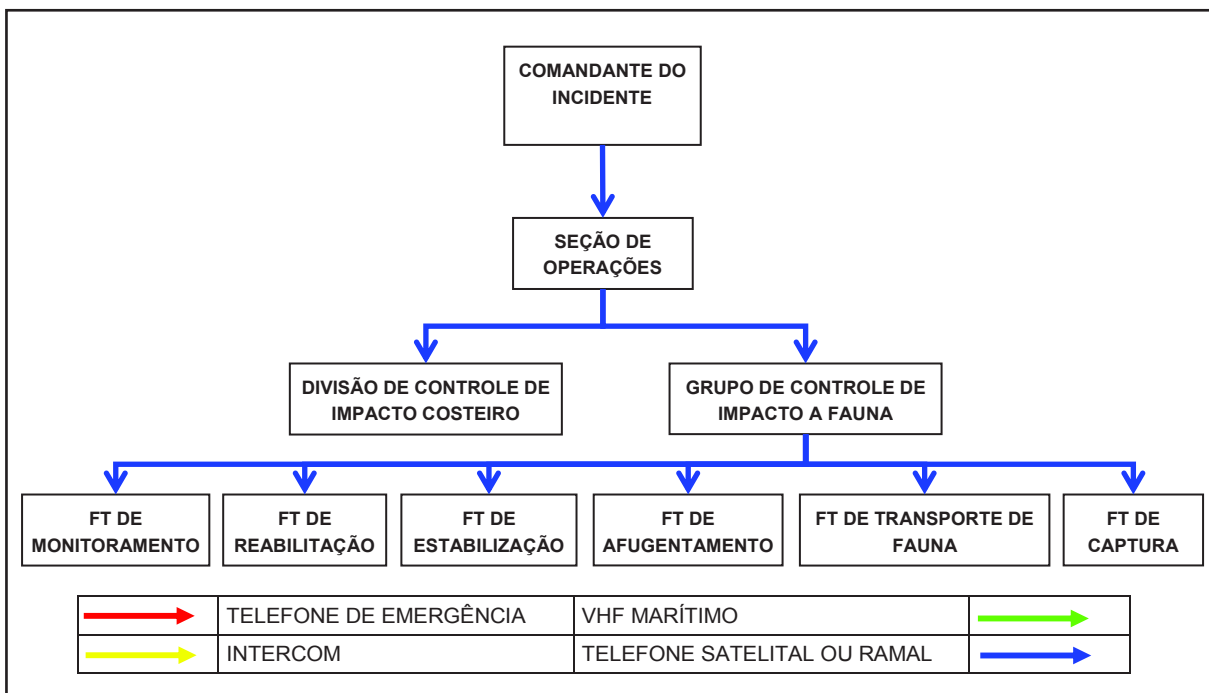 COMANDANTE DO
INCIDENTE
SEÇÃO DE
OPERAÇÕES
DIVISÃO DE CONTROLE DE
IMPACTO COSTEIRO
GRUPO DE CONTROLE DE
IMPACTO A FAUNA
FT DE
MONITORAMENTO
FT DE
REABILITAÇÃO
FT DE
ESTABILIZAÇÃO
FT DE
AFUGENTAMENTO
FT DE TRANSPORTE DE
FAUNA
FT DE
CAPTURA
TELEFONE DE EMERGÊNCIA
VHF MARÍTIMO
INTERCOM
TELEFONE SATELITAL OU RAMAL